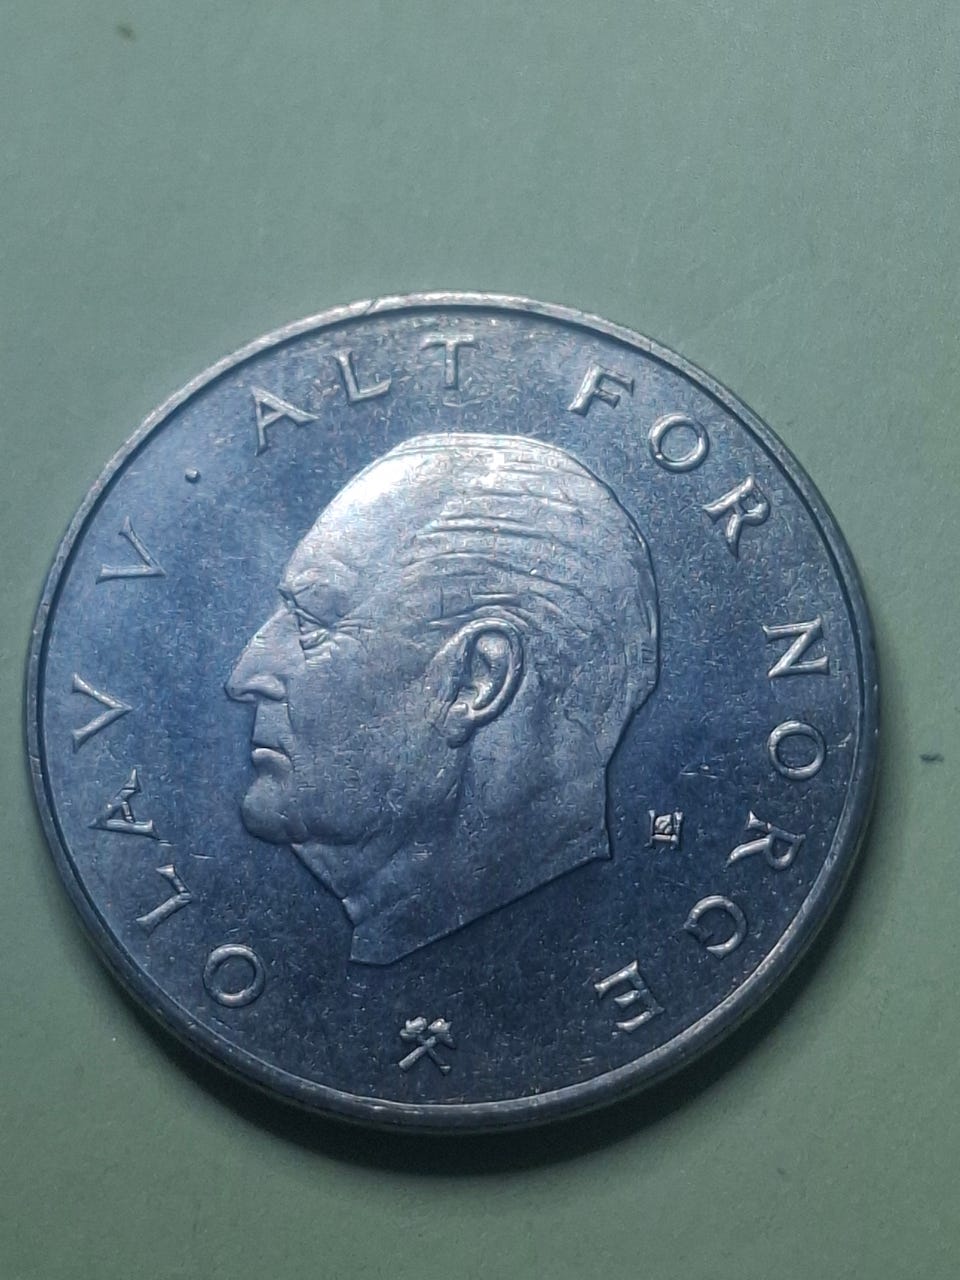 OLAV V · ALT FOR NORGE